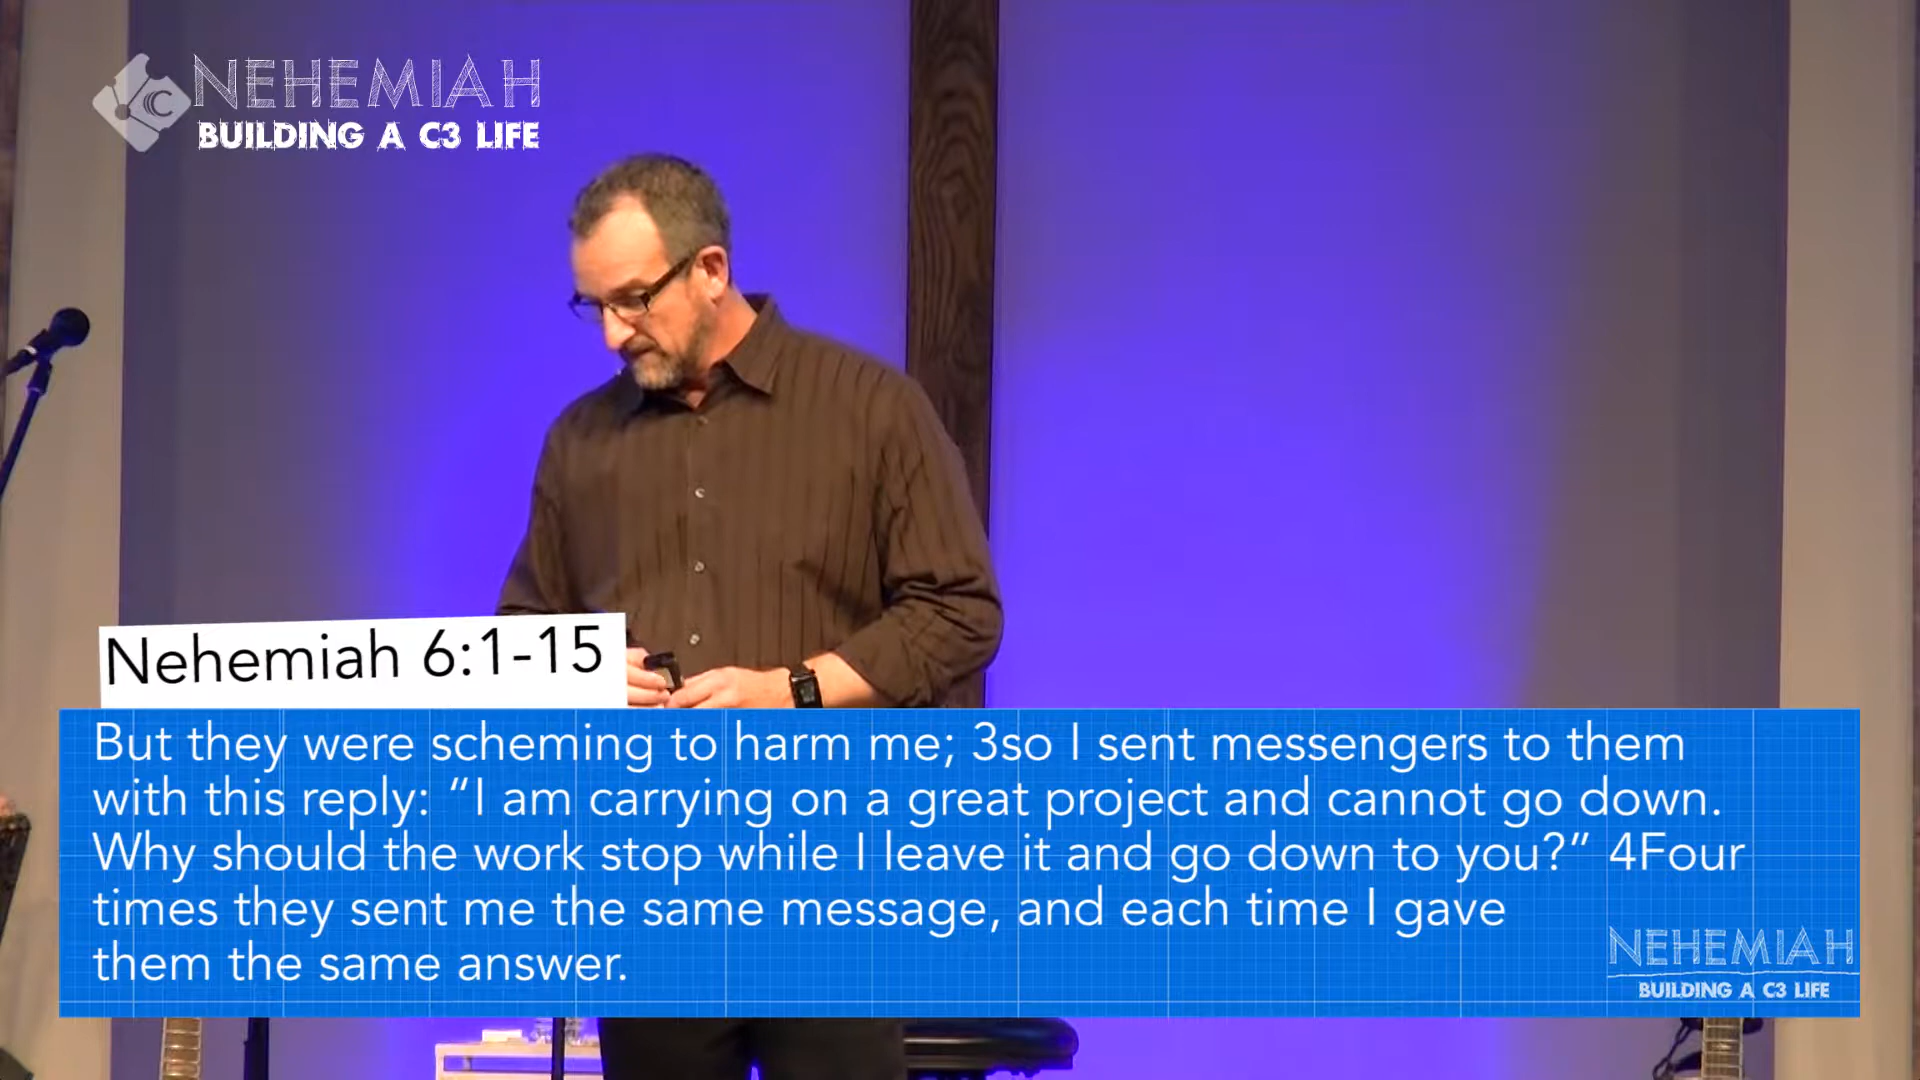 NEHEMIAH
BUILDING A C3 LIFE
Nehemiah 6:1-15
But they were scheming to harm me; 3so I sent messengers to them
with this reply: “I am carrying on a great project and cannot go down.
Why should the work stop while I leave it and go down to you?” 4Four
times they sent me the same message, and each time I gave
them the same answer.
NEHEMIAH
BUILDING A C3 LIFE